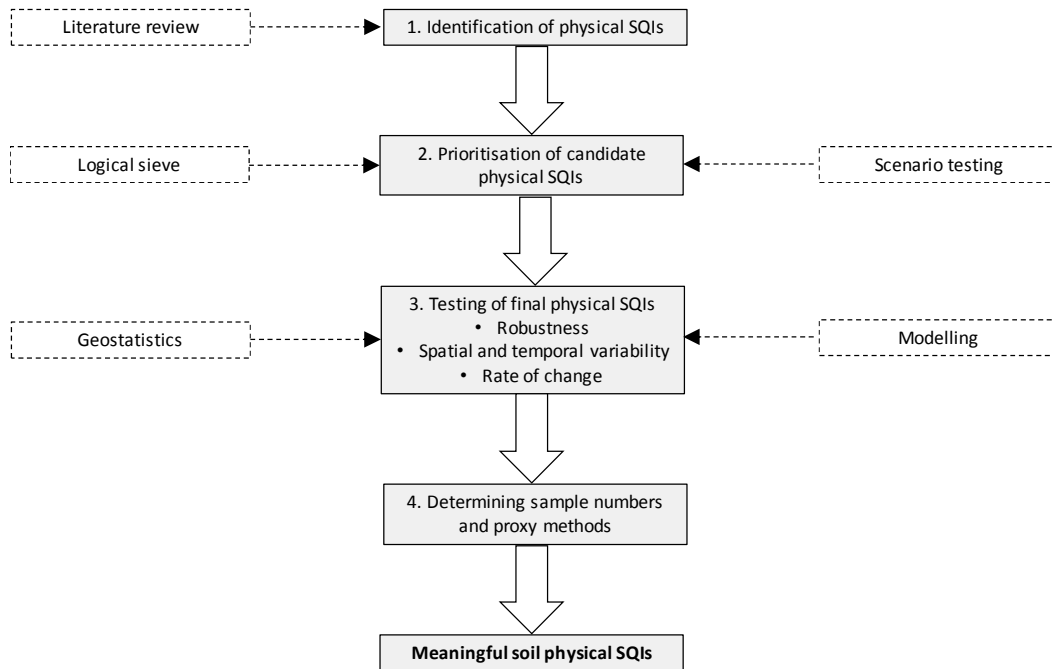 Literature review
1. Identification of physical SQIs
Logical sieve
2. Prioritisation of candidate
physical SQIs
Scenario testing
Geostatistics
3. Testing of final physical SQIs
• Robustness
• Spatial and temporal variability
• Rate of change
Modelling
4. Determining sample numbers
and proxy methods
Meaningful soil physical SQIs